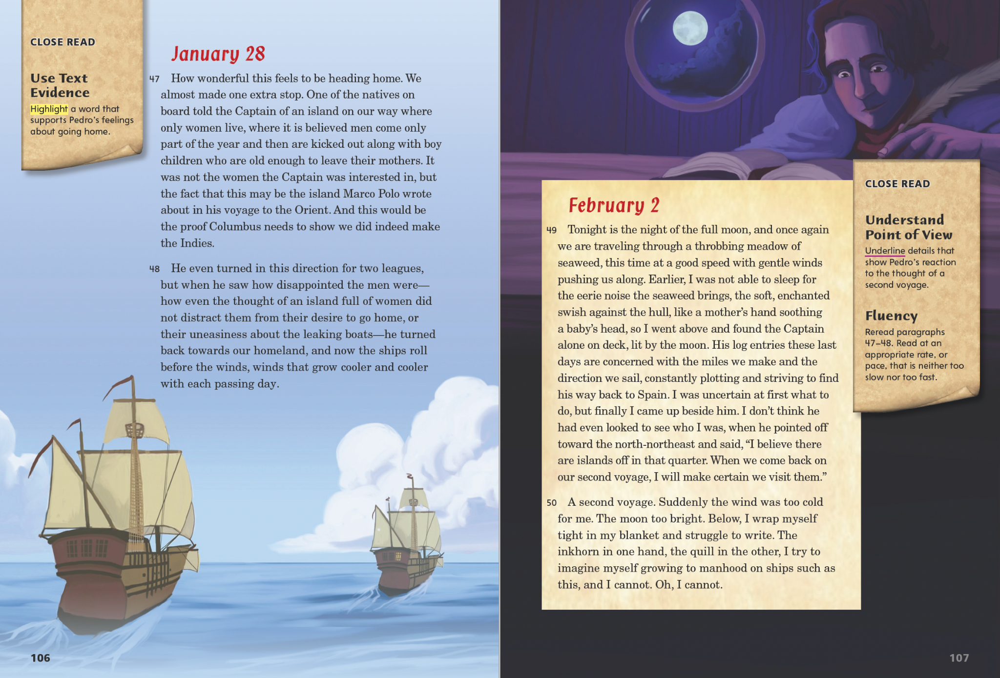 CLOSE READ
Use Text
Evidence
Highlight a word that
supports Pedro's feelings
about going home.
January 28
47 How wonderful this feels to be heading home. We
almost made one extra stop. One of the natives on
board told the Captain of an island on our way where
only women live, where it is believed men come only
part of the year and then are kicked out along with boy
children who are old enough to leave their mothers. It
was not the women the Captain was interested in, but
the fact that this may be the island Marco Polo wrote
about in his voyage to the Orient. And this would be
the proof Columbus needs to show we did indeed make
the Indies.
48 He even turned in this direction for two leagues,
but when he saw how disappointed the men were—
how even the thought of an island full of women did
not distract them from their desire to go home, or
their uneasiness about the leaking boats—he turned
back towards our homeland, and now the ships roll
before the winds, winds that grow cooler and cooler
with each passing day.
106
February 2
49 Tonight is the night of the full moon, and once again
we are traveling through a throbbing meadow of
seaweed, this time at a good speed with gentle winds
pushing us along. Earlier, I was not able to sleep for
the eerie noise the seaweed brings, the soft, enchanted
swish against the hull, like a mother's hand soothing
a baby's head, so I went above and found the Captain
alone on deck, lit by the moon. His log entries these last
days are concerned with the miles we make and the
direction we sail, constantly plotting and striving to find
his way back to Spain. I was uncertain at first what to
do, but finally I came up beside him. I don't think he
had even looked to see who I was, when he pointed off
toward the north-northeast and said, “I believe there
are islands off in that quarter. When we come back on
our second voyage, I will make certain we visit them.”
50 A second voyage. Suddenly the wind was too cold
for me. The moon too bright. Below, I wrap myself
tight in my blanket and struggle to write. The
inkhorn in one hand, the quill in the other, I try to
imagine myself growing to manhood on ships such as
this, and I cannot. Oh, I cannot.
CLOSE READ
Understand
Point of View
Underline details that
show Pedro's reaction
to the thought of a
second voyage.
Fluency
Reread paragraphs
47–48. Read at an
appropriate rate, or
pace, that is neither too
slow nor too fast.
107